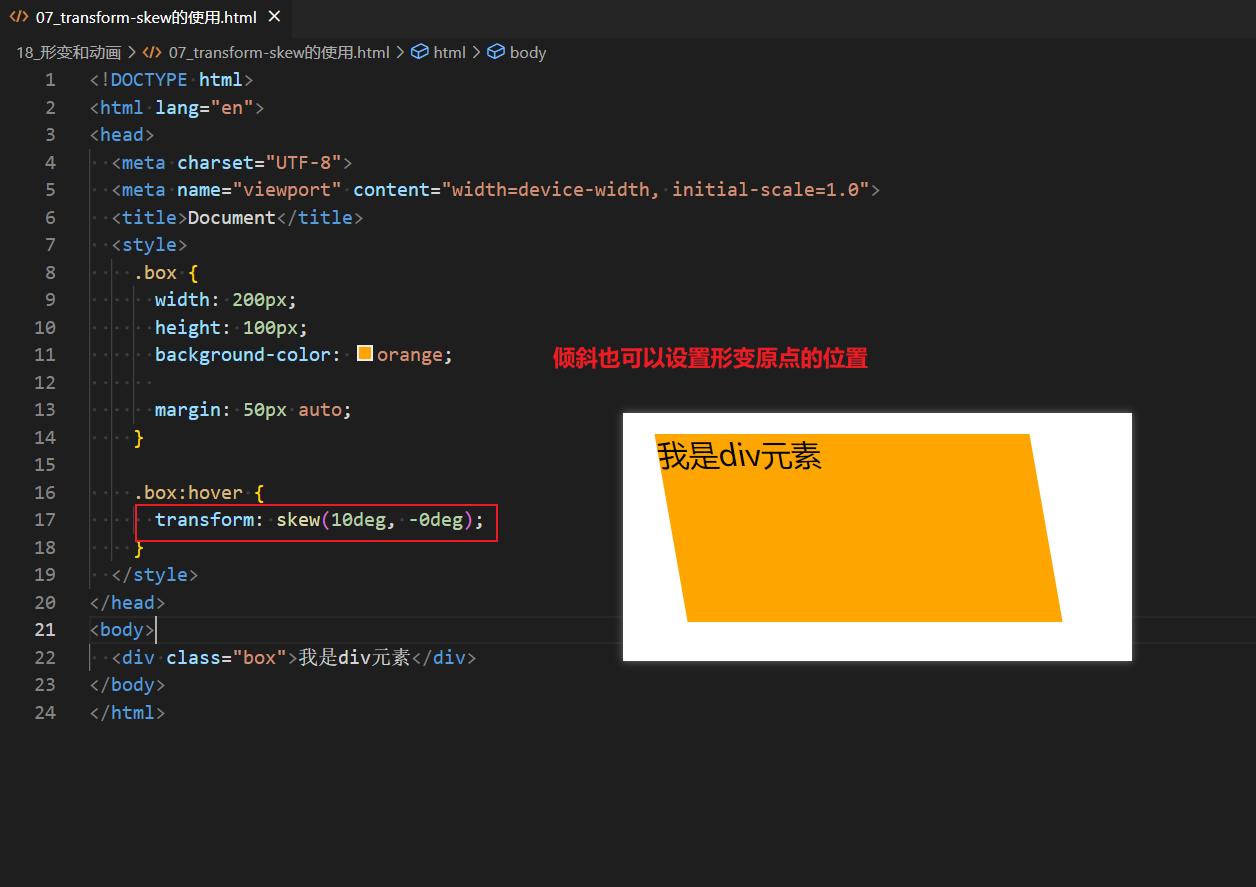 07_transform-skew的使用.html
18_形变和动画 > 07_transform-skew的使用.html > html > body
1 <!DOCTYPE html>
2 <html lang="en">
3 <head>
4 <meta charset="UTF-8">
5 <meta name="viewport" content="width=device-width, initial-scale=1.0">
6 <title>Document</title>
7 <style>
8 .box {
9 width: 200px;
10 height: 100px;
11 background-color: orange;
倾斜也可以设置形变原点的位置
12
13 margin: 50px auto;
14 }
我是div元素
15
16 .box:hover {
17 transform: skew(10deg, -0deg);
18 }
19 </style>
20 </head>
21 <body>
22 <div class="box">我是div元素</div>
23 </body>
24 </html>